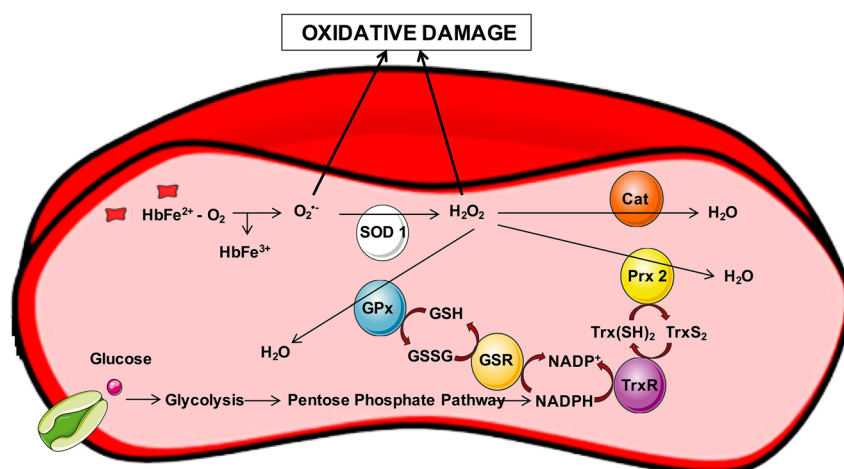 OXIDATIVE DAMAGE
HbFe²⁺ - O₂
O₂•-
H₂O₂
Cat
H₂O
SOD 1
HbFe³⁺
Prx 2
H₂O
GPx
GSH
Trx(SH)₂
TrxS₂
H₂O
GSSG
GSR
NADP⁺
TrxR
Glucose
Glycolysis
Pentose Phosphate Pathway
NADPH